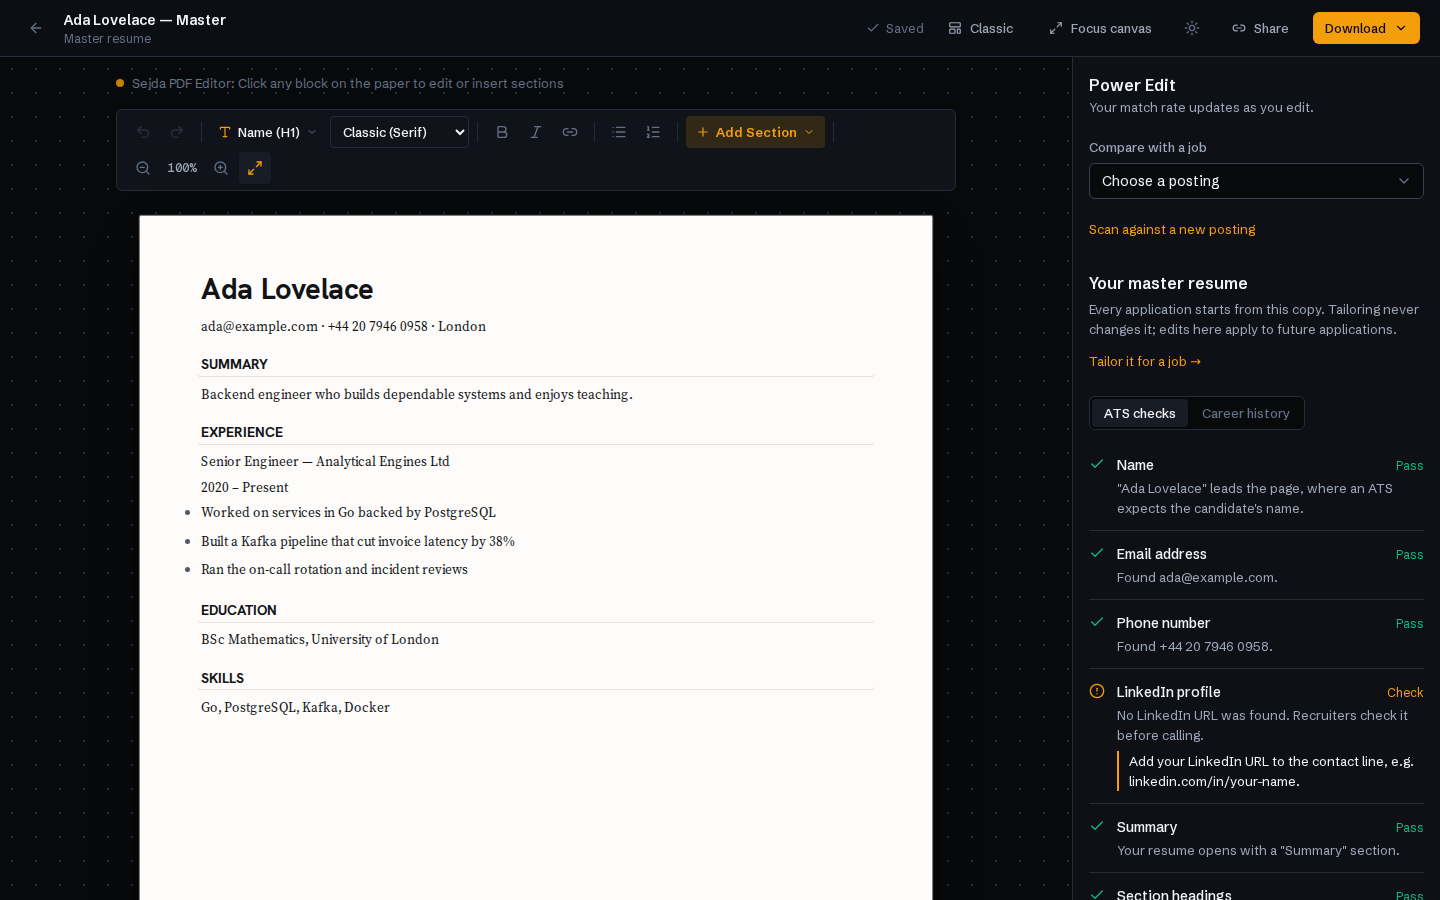 Ada Lovelace — Master
Master resume
Saved
Classic
Focus canvas
Share
Download
Sejda PDF Editor: Click any block on the paper to edit or insert sections
Name (H1)
Classic (Serif)
Add Section
100%
Ada Lovelace
ada@example.com · +44 20 7946 0958 · London
SUMMARY
Backend engineer who builds dependable systems and enjoys teaching.
EXPERIENCE
Senior Engineer — Analytical Engines Ltd
2020 – Present
Worked on services in Go backed by PostgreSQL
Built a Kafka pipeline that cut invoice latency by 38%
Ran the on-call rotation and incident reviews
EDUCATION
BSc Mathematics, University of London
SKILLS
Go, PostgreSQL, Kafka, Docker
Power Edit
Your match rate updates as you edit.
Compare with a job
Choose a posting
Scan against a new posting
Your master resume
Every application starts from this copy. Tailoring never
changes it; edits here apply to future applications.
Tailor it for a job →
ATS checks
Career history
Name
Pass
"Ada Lovelace" leads the page, where an ATS
expects the candidate's name.
Email address
Pass
Found ada@example.com.
Phone number
Pass
Found +44 20 7946 0958.
LinkedIn profile
Check
No LinkedIn URL was found. Recruiters check it
before calling.
Add your LinkedIn URL to the contact line, e.g.
linkedin.com/in/your-name.
Summary
Pass
Your resume opens with a "Summary" section.
Section headings
Pass